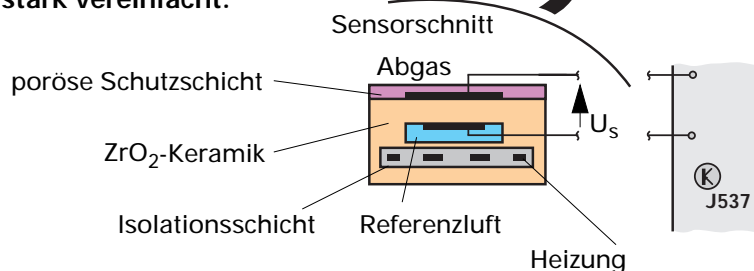 stark vereinfacht.
Sensorschnitt
Abgas
poröse Schutzschicht
U_s
ZrO₂-Keramik
K
J537
Isolationsschicht
Referenzluft
Heizung